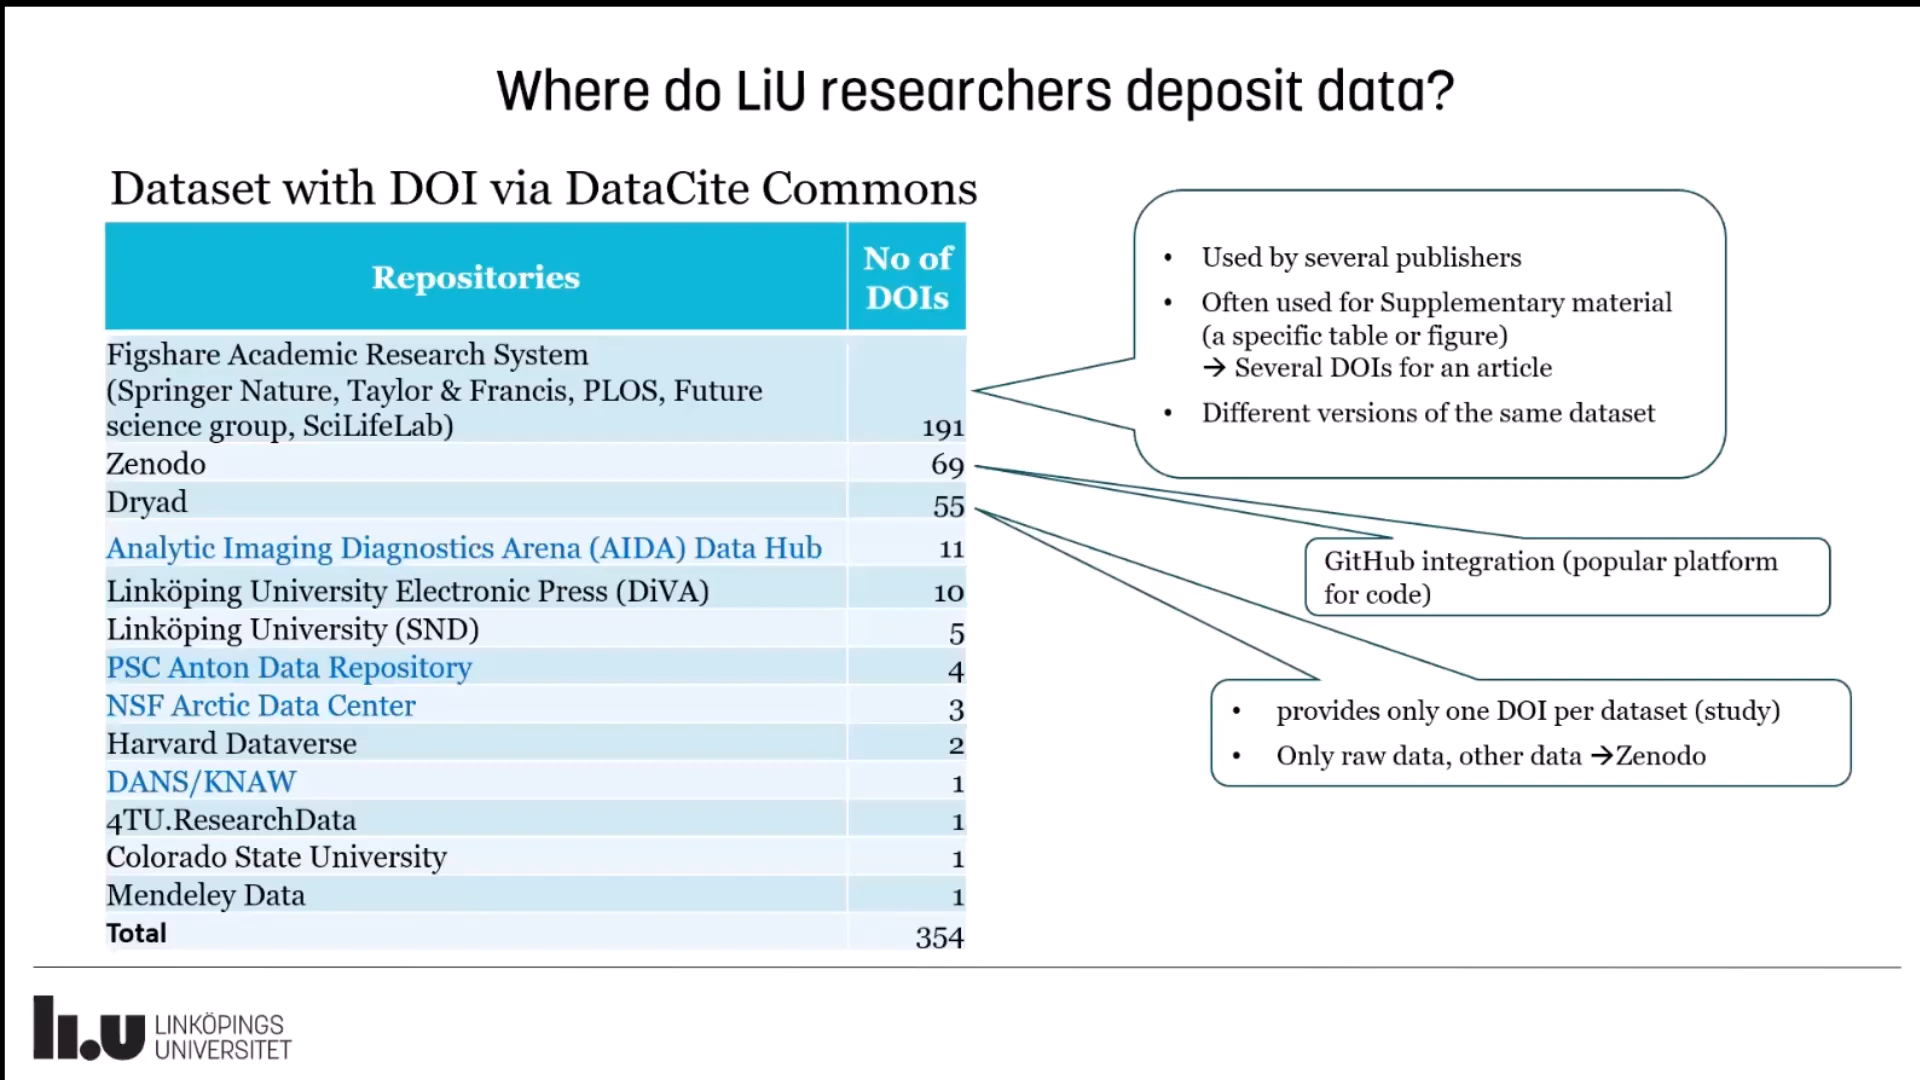 Where do LiU researchers deposit data?
Dataset with DOI via DataCite Commons
Repositories
No of
DOIs
Figshare Academic Research System
(Springer Nature, Taylor & Francis, PLOS, Future
science group, SciLifeLab)
191
Zenodo
69
Dryad
55
Analytic Imaging Diagnostics Arena (AIDA) Data Hub
11
Linköping University Electronic Press (DiVA)
10
Linköping University (SND)
5
PSC Anton Data Repository
4
NSF Arctic Data Center
3
Harvard Dataverse
2
DANS/KNAW
1
4TU.ResearchData
1
Colorado State University
1
Mendeley Data
1
Total
354
• Used by several publishers
• Often used for Supplementary material
(a specific table or figure)
→ Several DOIs for an article
• Different versions of the same dataset
GitHub integration (popular platform
for code)
• provides only one DOI per dataset (study)
• Only raw data, other data →Zenodo
li.u
LINKÖPINGS
UNIVERSITET